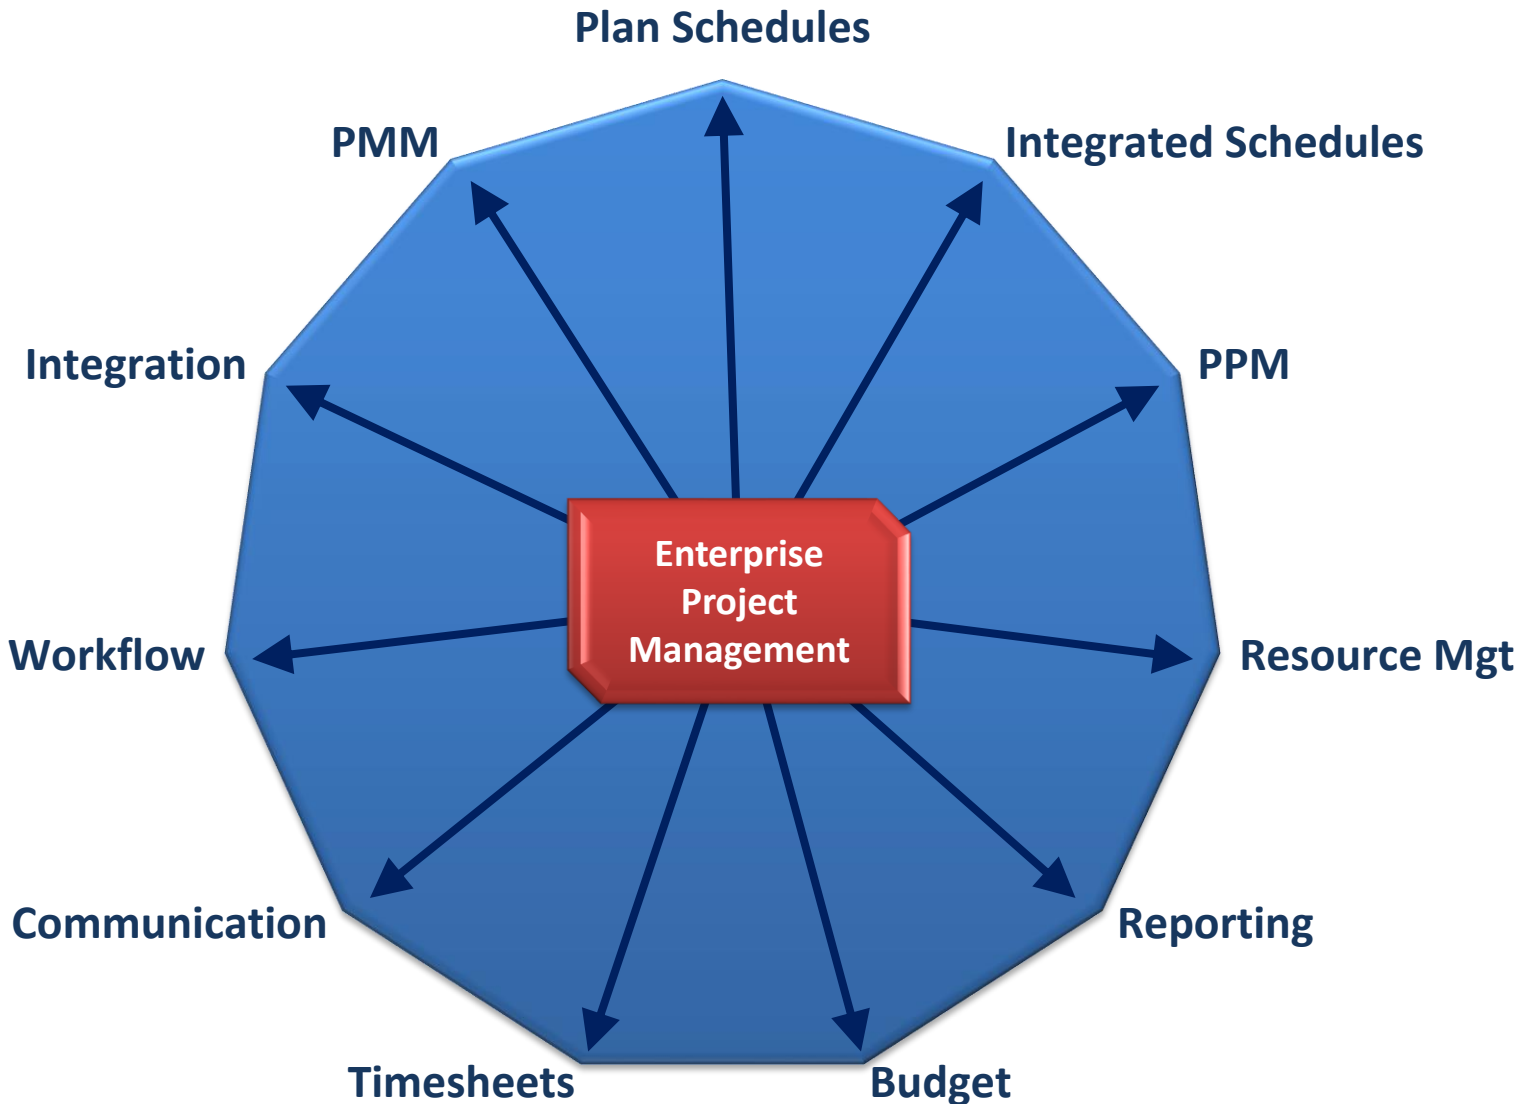 Plan Schedules
PMM
Integrated Schedules
Integration
PPM
Enterprise
Project
Management
Workflow
Resource Mgt
Communication
Reporting
Timesheets
Budget